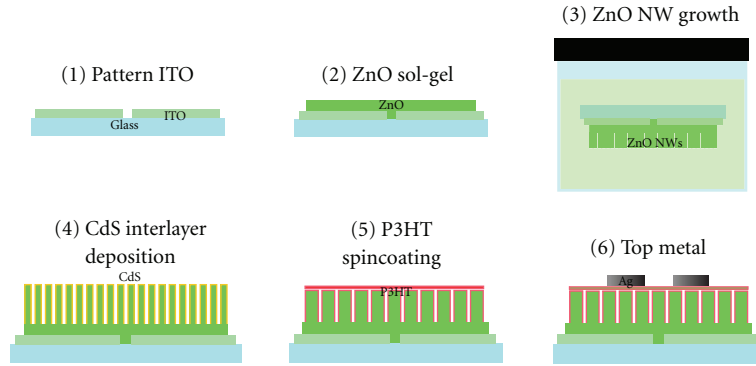 (1) Pattern ITO
ITO
Glass
(2) ZnO sol-gel
ZnO
(3) ZnO NW growth
ZnO NWs
(4) CdS interlayer
deposition
CdS
(5) P3HT
spincoating
P3HT
(6) Top metal
Ag